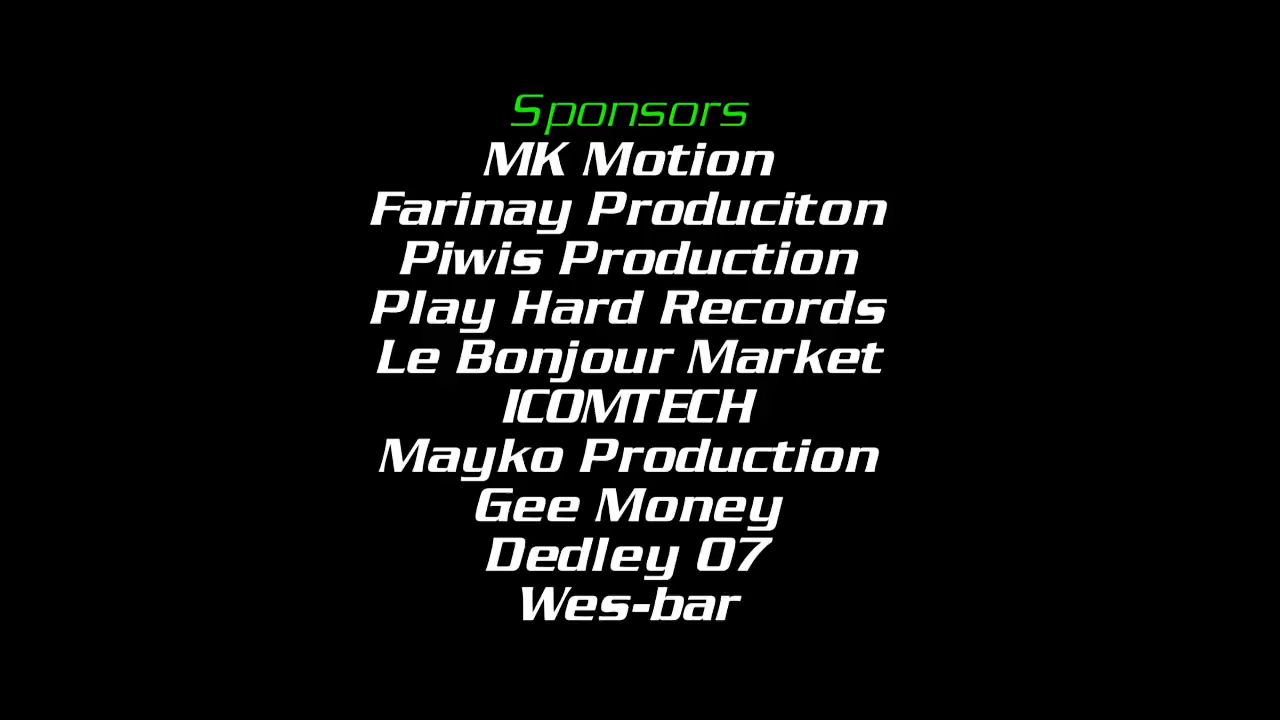 Sponsors
MK Motion
Farinay Produciton
Piwis Production
Play Hard Records
Le Bonjour Market
ICOMTECH
Mayko Production
Gee Money
Dedley 07
Wes-bar